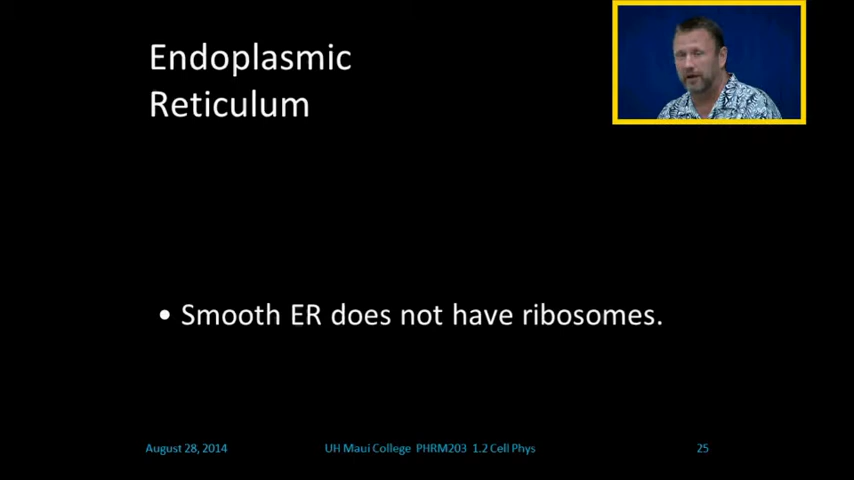 Endoplasmic
Reticulum
• Smooth ER does not have ribosomes.
August 28, 2014 UH Maui College PHRM203 1.2 Cell Phys 25